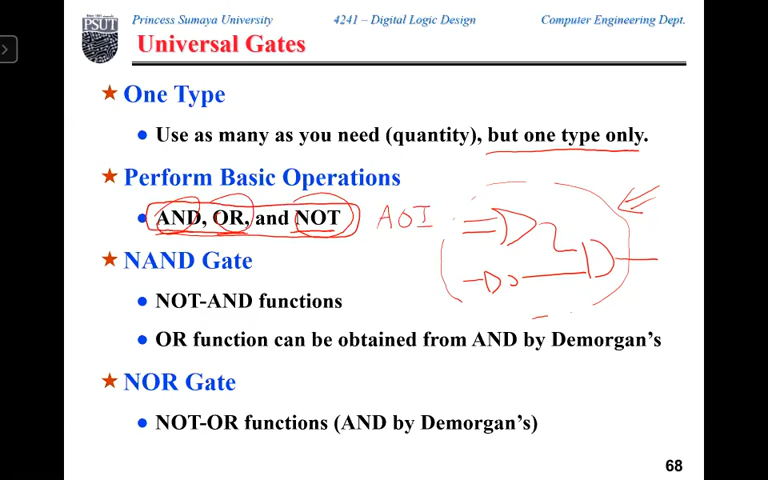 PSUT
Princess Sumaya University 4241 – Digital Logic Design Computer Engineering Dept.
Universal Gates
One Type
Use as many as you need (quantity), but one type only.
Perform Basic Operations
AND, OR, and NOT AOI
NAND Gate
NOT-AND functions
OR function can be obtained from AND by Demorgan's
NOR Gate
NOT-OR functions (AND by Demorgan's)
68